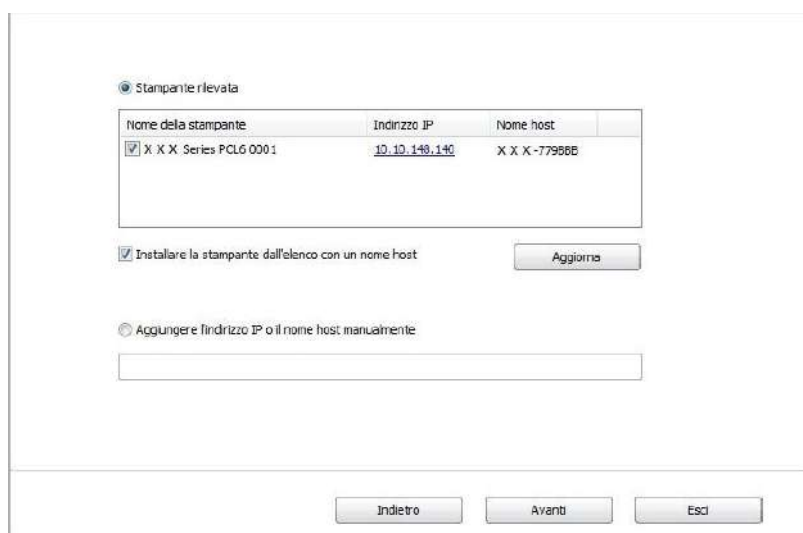 Stampante rilevata
Nome della stampante Indirizzo IP Nome host
X X X Series PCL6 0001 10.10.148.140 X X X -7798BB
Installare la stampante dall'elenco con un nome host
Aggiorna
Aggiungere l'indirizzo IP o il nome host manualmente
Indietro Avanti Esci